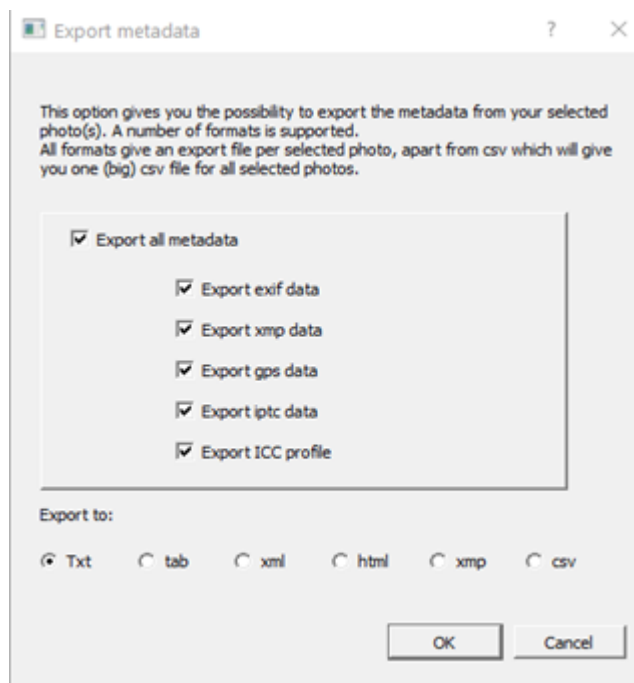 Export metadata
This option gives you the possibility to export the metadata from your selected
photo(s). A number of formats is supported.
All formats give an export file per selected photo, apart from csv which will give
you one (big) csv file for all selected photos.
Export all metadata
Export exif data
Export xmp data
Export gps data
Export iptc data
Export ICC profile
Export to:
Txt tab xml html xmp csv
OK Cancel